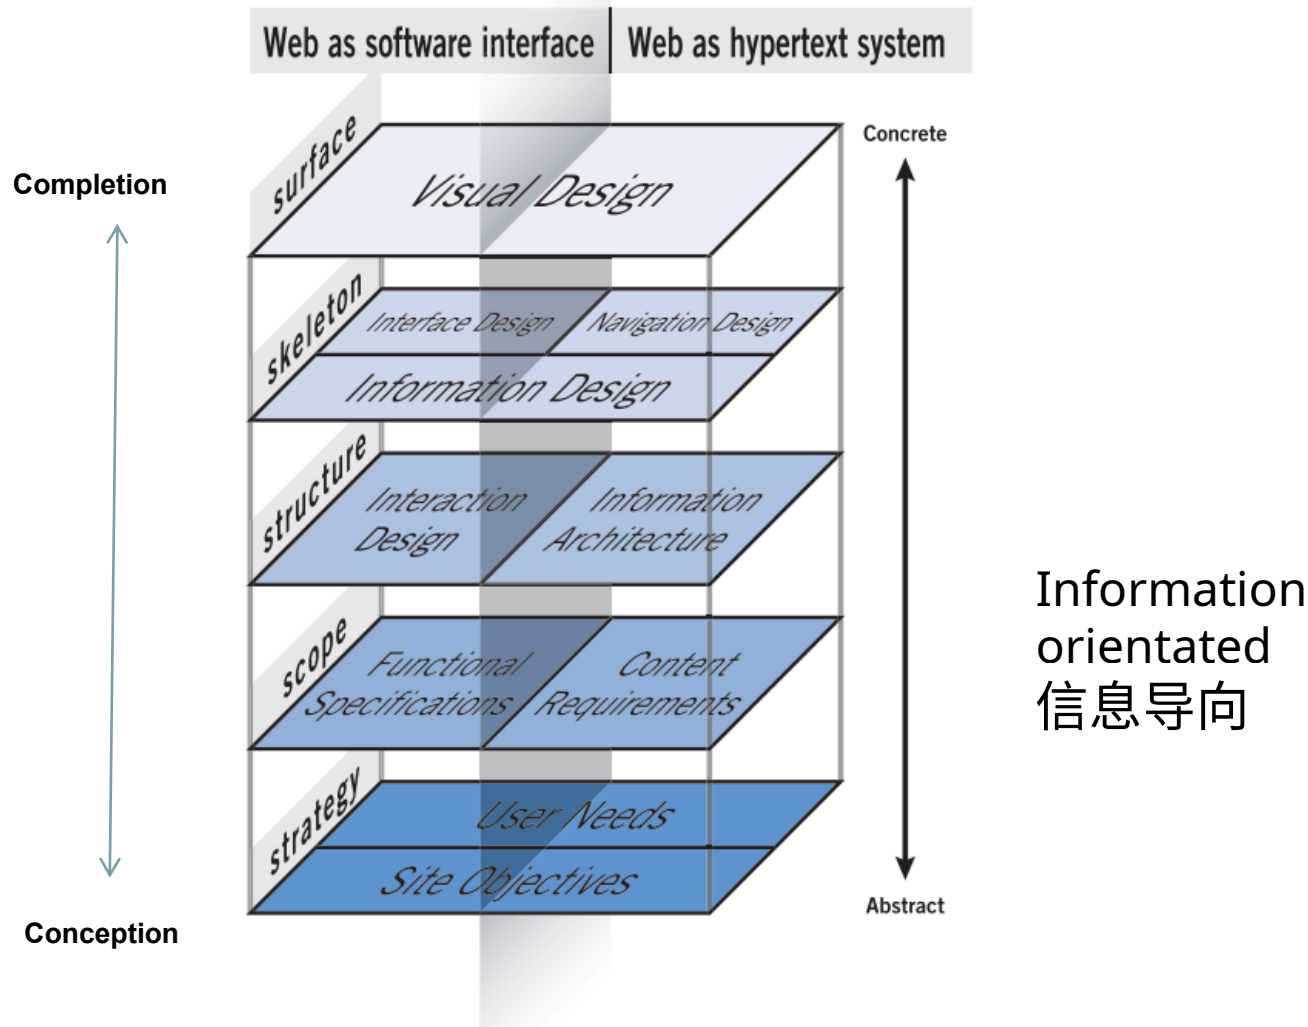 Web as software interface
Web as hypertext system
Completion
Concrete
surface
Visual Design
skeleton
Interface Design
Navigation Design
Information Design
structure
Interaction
Design
Information
Architecture
scope
Functional
Specifications
Content
Requirements
strategy
User Needs
Site Objectives
Conception
Abstract
Information
orientated
信息导向